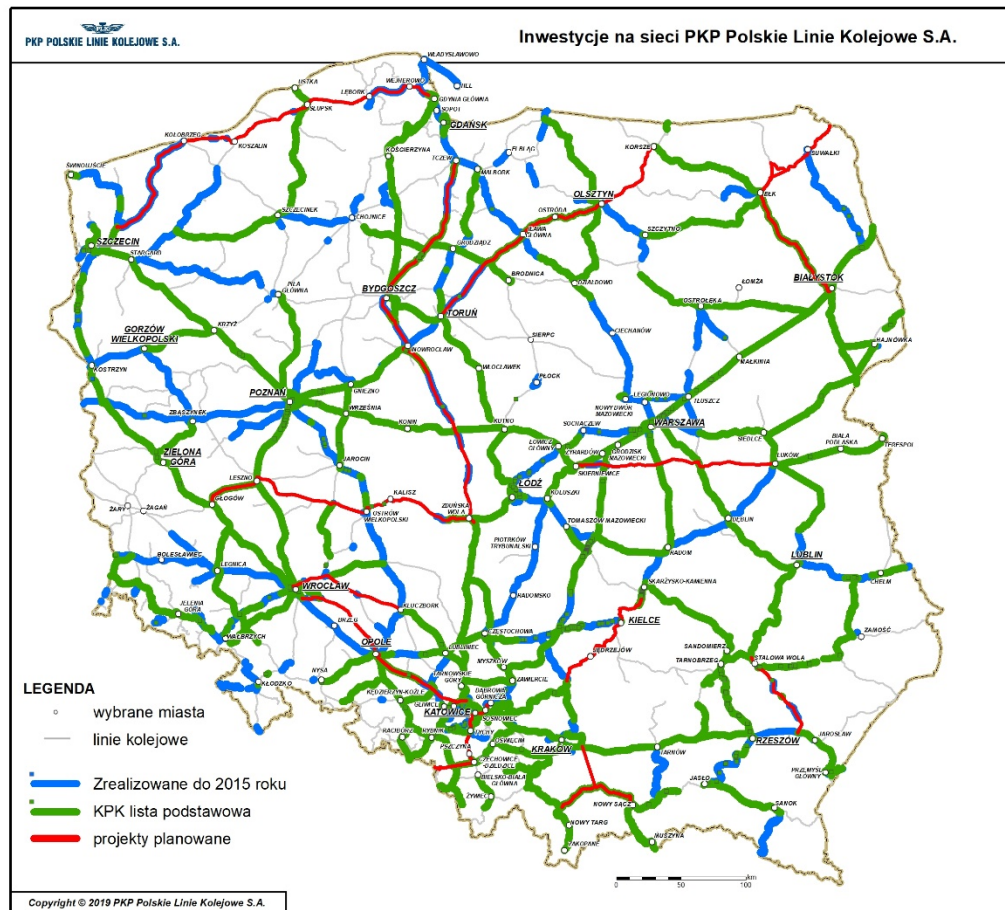 PKP POLSKIE LINIE KOLEJOWE S.A.
Inwestycje na sieci PKP Polskie Linie Kolejowe S.A.
WŁADYSŁAWOWO
USTKA
WEJHEROWO
HEL
LĘBORK
GDYNIA GŁÓWNA
SŁUPSK
SOPOT
GDAŃSK
KOŁOBRZEG
KOSZALIN
KOŚCIERZYNA
TCZEW
ELBLĄG
KORSZE
SUWAŁKI
ŚWINOUJŚCIE
MALBORK
EŁK
OLSZTYN
SZCZECINEK
CHOJNICE
OSTRÓDA
IŁAWA
GŁÓWNA
SZCZYTNO
SZCZECIN
STARGARD
GRUDZIĄDZ
BRODNICA
DZIAŁDOWO
BIAŁYSTOK
PIŁA
GŁÓWNA
BYDGOSZCZ
ŁOMŻA
OSTROŁĘKA
TORUŃ
GORZÓW
WIELKOPOLSKI
KRZYŻ
SIERPC
CIECHANÓW
HAJNÓWKA
INOWROCŁAW
MAŁKINIA
KOSTRZYN
WŁOCŁAWEK
PŁOCK
POZNAŃ
GNIEZNO
LEGIONOWO
TŁUSZCZ
NOWY DWÓR
MAZOWIECKI
ZBĄSZYNEK
WRZEŚNIA
KONIN
KUTNO
SOCHACZEW
WARSZAWA
SIEDLCE
BIAŁA
PODLASKA
TERESPOL
ŁOWICZ
GŁÓWNY
ŻYRARDÓW
GRODZISK
MAZOWIECKI
ZIELONA
GÓRA
JAROCIN
SKIERNIEWICE
ŁUKÓW
LESZNO
KALISZ
ŁÓDŹ
KOLUSZKI
GŁOGÓW
ŻARY
ŻAGAŃ
OSTRÓW
WIELKOPOLSKI
ZDUŃSKA
WOLA
TOMASZÓW MAZOWIECKI
DĘBLIN
PIOTRKÓW
TRYBUNALSKI
RADOM
BOLESŁAWIEC
LEGNICA
LUBLIN
WROCŁAW
RADOMSKO
SKARŻYSKO-KAMIENNA
CHEŁM
JELENIA
GÓRA
KLUCZBORK
BRZEG
KIELCE
ZAMOŚĆ
WAŁBRZYCH
CZĘSTOCHOWA
OPOLE
LUBLINIEC
SĘDZISZÓW
SANDOMIERZ
TARNOBRZEG
STALOWA WOLA
MYSZKÓW
NYSA
KŁODZKO
TARNOWSKIE
GÓRY
ZAWIERCIE
KĘDZIERZYN-KOŹLE
DĄBROWA
GÓRNICZA
GLIWICE
KATOWICE
SOSNOWIEC
RACIBÓRZ
RYBNIK
TYCHY
OŚWIĘCIM
KRAKÓW
TARNÓW
RZESZÓW
JAROSŁAW
PSZCZYNA
CZECHOWICE
-DZIEDZICE
BIELSKO-BIAŁA
GŁÓWNA
PRZEMYŚL
GŁÓWNY
JASŁO
ŻYWIEC
NOWY SĄCZ
SANOK
NOWY TARG
MUSZYNA
ZAKOPANE
LEGENDA
wybrane miasta
linie kolejowe
Zrealizowane do 2015 roku
KPK lista podstawowa
projekty planowane
km
0 25 50 100
Copyright © 2019 PKP Polskie Linie Kolejowe S.A.